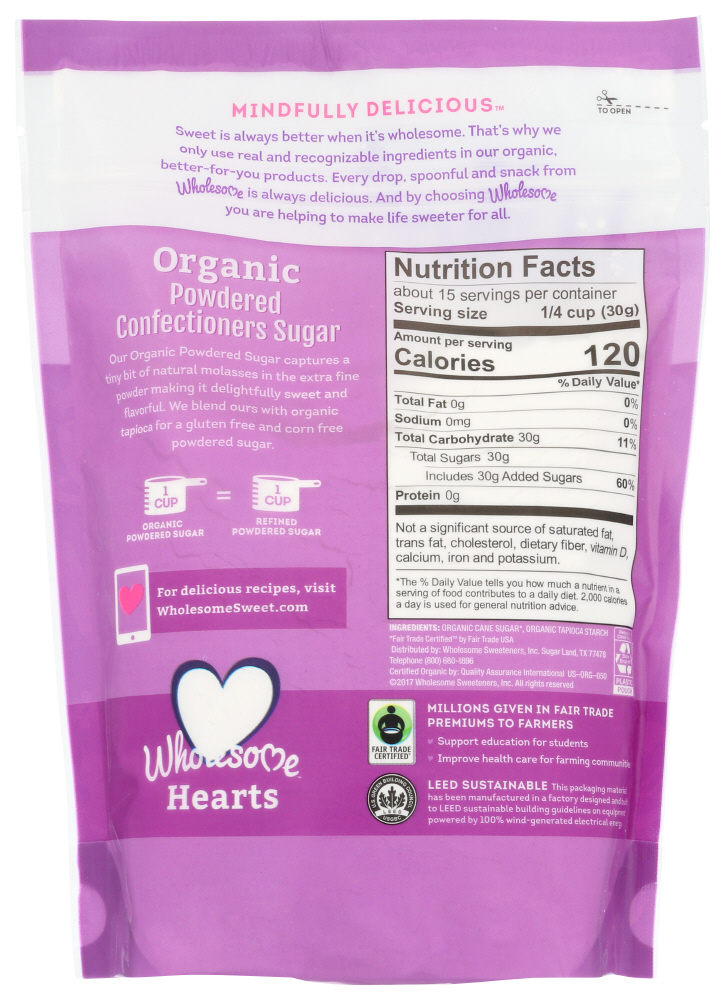 MINDFULLY DELICIOUS™
TO OPEN
Sweet is always better when it's wholesome. That's why we
only use real and recognizable ingredients in our organic,
better-for-you products. Every drop, spoonful and snack from
Wholesome is always delicious. And by choosing Wholesome
you are helping to make life sweeter for all.
Organic
Powdered
Confectioners Sugar
Our Organic Powdered Sugar captures a
tiny bit of natural molasses in the extra fine
powder making it delightfully sweet and
flavorful. We blend ours with organic
tapioca for a gluten free and corn free
powdered sugar.
1 CUP = 1 CUP
ORGANIC POWDERED SUGAR
REFINED POWDERED SUGAR
For delicious recipes, visit
WholesomeSweet.com
Wholesome
Hearts
Nutrition Facts
about 15 servings per container
Serving size 1/4 cup (30g)
Amount per serving
Calories 120
% Daily Value*
Total Fat 0g 0%
Sodium 0mg 0%
Total Carbohydrate 30g 11%
Total Sugars 30g
Includes 30g Added Sugars 60%
Protein 0g
Not a significant source of saturated fat,
trans fat, cholesterol, dietary fiber, vitamin D,
calcium, iron and potassium.
*The % Daily Value tells you how much a nutrient in a
serving of food contributes to a daily diet. 2,000 calories
a day is used for general nutrition advice.
INGREDIENTS: ORGANIC CANE SUGAR*, ORGANIC TAPIOCA STARCH
*Fair Trade Certified™ by Fair Trade USA
Distributed by: Wholesome Sweeteners, Inc. Sugar Land, TX 77478
Telephone (800) 660-1896
Certified Organic by: Quality Assurance International US-ORG-050
©2017 Wholesome Sweeteners, Inc. All rights reserved
PLASTIC
POUCH
FAIR TRADE
CERTIFIED
MILLIONS GIVEN IN FAIR TRADE
PREMIUMS TO FARMERS
Support education for students
Improve health care for farming communitie
U.S. GREEN BUILDING COUNCIL
LEED
USGBC
LEED SUSTAINABLE This packaging material
has been manufactured in a factory designed and built
to LEED sustainable building guidelines on equipment
powered by 100% wind-generated electrical energy